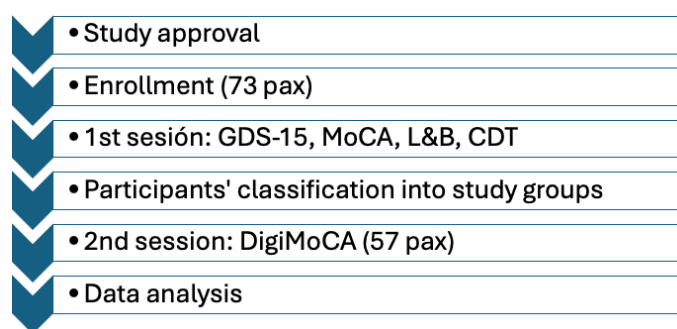 • Study approval
• Enrollment (73 pax)
• 1st sesión: GDS-15, MoCA, L&B, CDT
• Participants' classification into study groups
• 2nd session: DigiMoCA (57 pax)
• Data analysis